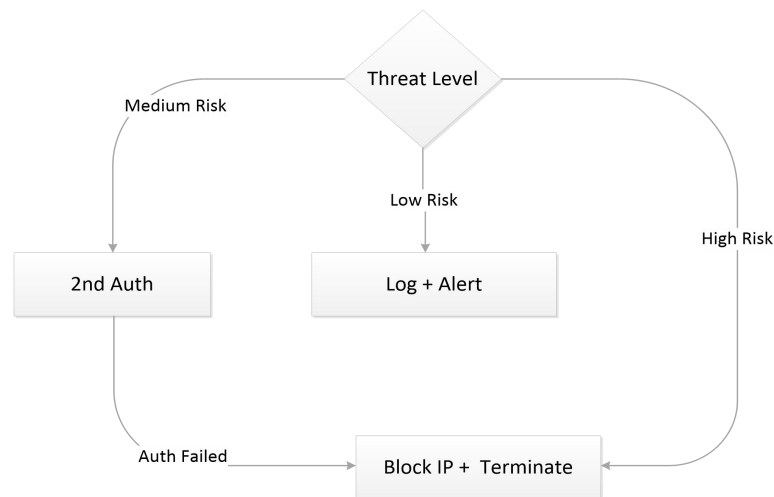 Threat Level
Medium Risk
Low Risk
High Risk
2nd Auth
Log + Alert
Auth Failed
Block IP +  Terminate